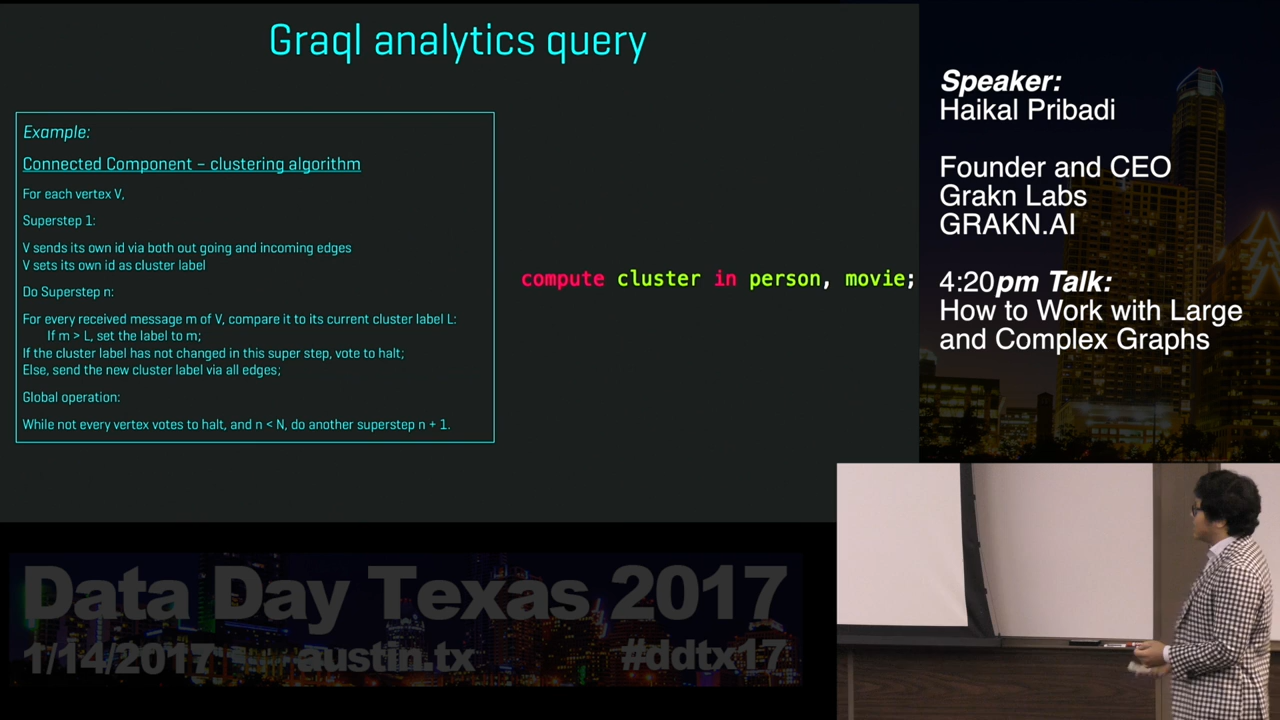 Graql analytics query
Example:
Connected Component – clustering algorithm
For each vertex V,
Superstep 1:
V sends its own id via both out going and incoming edges
V sets its own id as cluster label
Do Superstep n:
For every received message m of V, compare it to its current cluster label L:
If m > L, set the label to m;
If the cluster label has not changed in this super step, vote to halt;
Else, send the new cluster label via all edges;
Global operation:
While not every vertex votes to halt, and n < N, do another superstep n + 1.
compute cluster in person, movie;
Speaker:
Haikal Pribadi
Founder and CEO
Grakn Labs
GRAKN.AI
4:20pm Talk:
How to Work with Large
and Complex Graphs
Data Day Texas 2017
1/14/2017 austin.tx #ddtx17